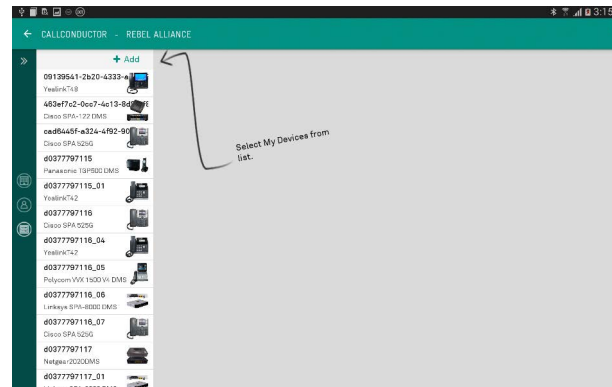 3:15
CALLCONDUCTOR - REBEL ALLIANCE
+ Add
09139541-2b20-4333-a
YealinkT48
463ef7c2-0cc7-4c13-8d
Cisco SPA-122 DMS
cad6445f-a324-4f92-90
Cisco SPA 525G
d0377797115
Panasonic TGP500 DMS
d0377797115_01
YealinkT42
d0377797116
Cisco SPA 525G
d0377797116_04
YealinkT42
d0377797116_05
Polycom VVX 1500 V4 DMS
d0377797116_06
Linksys SPA-8000 DMS
d0377797116_07
Cisco SPA 525G
d0377797117
Netgear2020DMS
d0377797117_01
Select My Devices from
list.